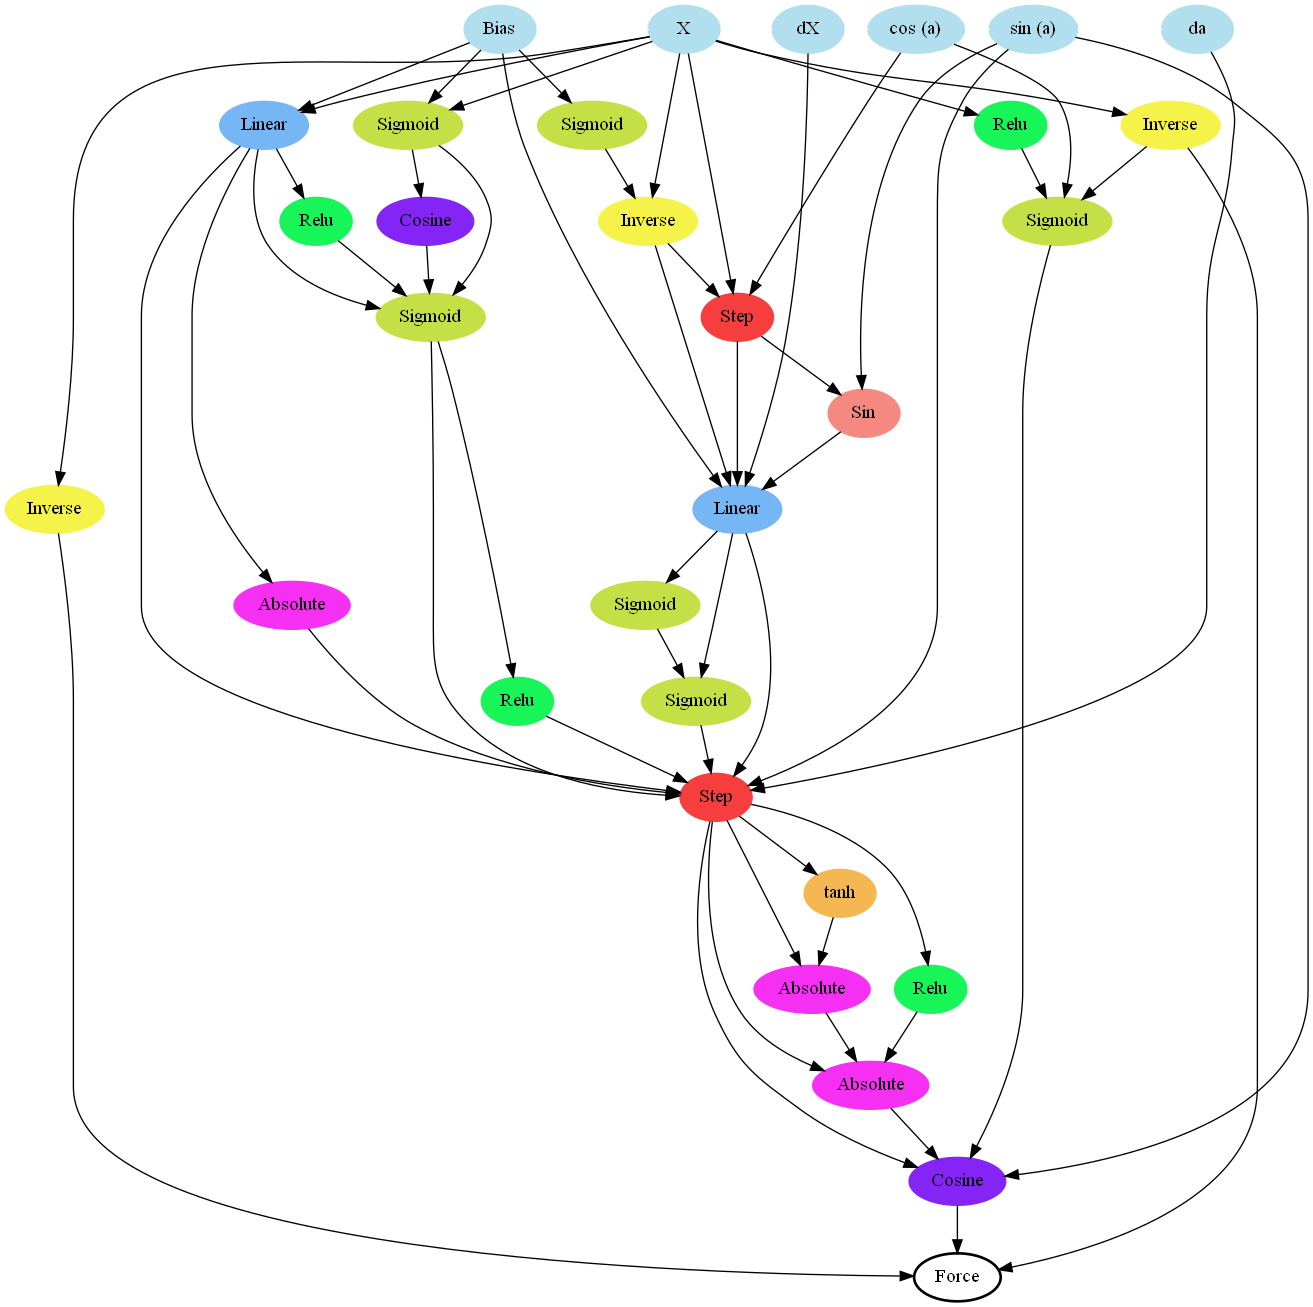 Bias
X
dX
cos (a)
sin (a)
da
Linear
Sigmoid
Sigmoid
Relu
Inverse
Relu
Cosine
Inverse
Sigmoid
Sigmoid
Step
Sin
Inverse
Linear
Absolute
Sigmoid
Relu
Sigmoid
Step
tanh
Absolute
Relu
Absolute
Cosine
Force